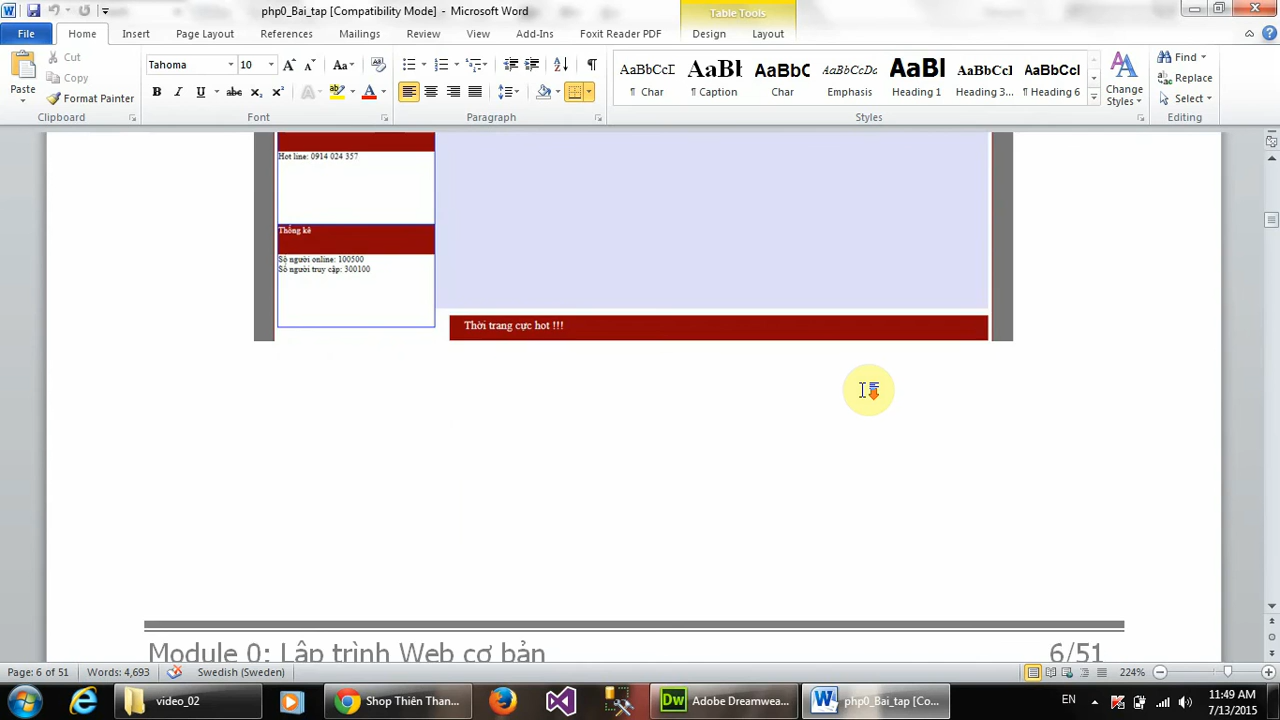 php0_Bai_tap [Compatibility Mode] - Microsoft Word
Table Tools
File Home Insert Page Layout References Mailings Review View Add-Ins Foxit Reader PDF Design Layout
Paste
Cut
Copy
Format Painter
Clipboard
Tahoma 10
Font
Paragraph
AaBbCcI AaBl AaBbC AaBbCcDc AaBl AaBbCcI AaBbCcI
¶ Char ¶ Caption Char Emphasis Heading 1 Heading 3... ¶ Heading 6
Styles
Change
Styles
Find
Replace
Select
Editing
Hot line: 0914 024 357
Thống kê
Số người online: 100500
Số người truy cập: 300100
Thời trang cực hot !!!
Module 0: Lập trình Web cơ bản 6/51
Page: 6 of 51 Words: 4,693 Swedish (Sweden) 224%
video_02 Shop Thiên Than... Adobe Dreamwea... php0_Bai_tap [Co...
EN
11:49 AM
7/13/2015